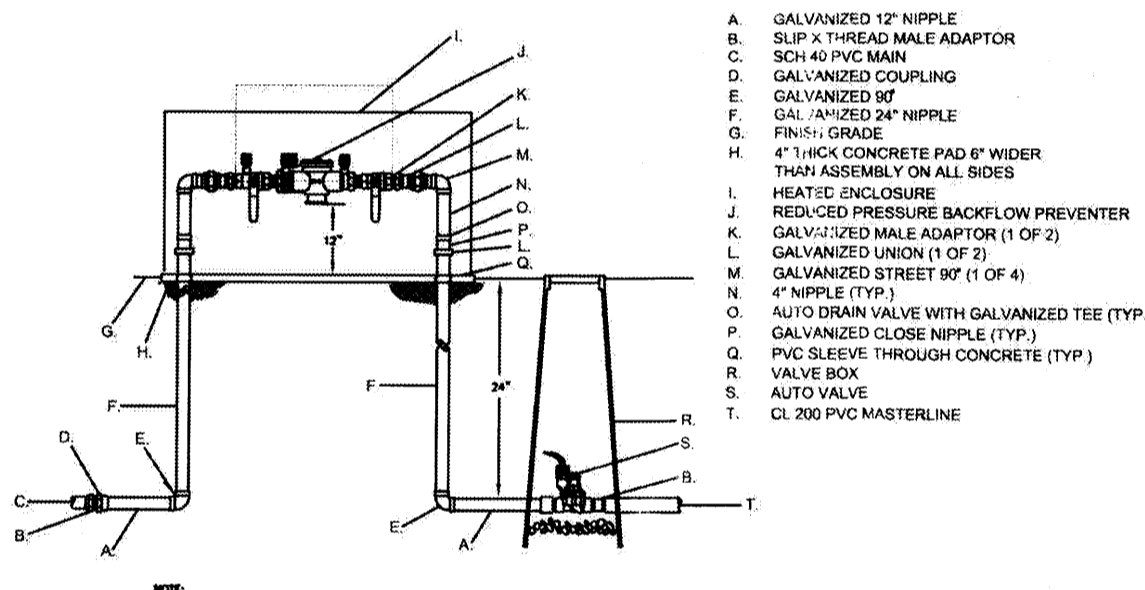 A. GALVANIZED 12" NIPPLE
B. SLIP X THREAD MALE ADAPTOR
C. SCH 40 PVC MAIN
D. GALVANIZED COUPLING
E. GALVANIZED 90°
F. GALVANIZED 24" NIPPLE
G. FINISH GRADE
H. 4" THICK CONCRETE PAD 6" WIDER
THAN ASSEMBLY ON ALL SIDES
I. HEATED ENCLOSURE
J. REDUCED PRESSURE BACKFLOW PREVENTER
K. GALVANIZED MALE ADAPTOR (1 OF 2)
L. GALVANIZED UNION (1 OF 2)
M. GALVANIZED STREET 90° (1 OF 4)
N. 4" NIPPLE (TYP.)
O. AUTO DRAIN VALVE WITH GALVANIZED TEE (TYP.
P. GALVANIZED CLOSE NIPPLE (TYP.)
Q. PVC SLEEVE THROUGH CONCRETE (TYP.)
R. VALVE BOX
S. AUTO VALVE
T. CL 200 PVC MASTERLINE
I.
J.
K.
L.
M.
N.
O.
P.
L.
Q.
12"
G.
H.
24"
F.
F
R.
S.
D.
E.
B.
C.
T.
B.
A.
E.
A.
NOTE: